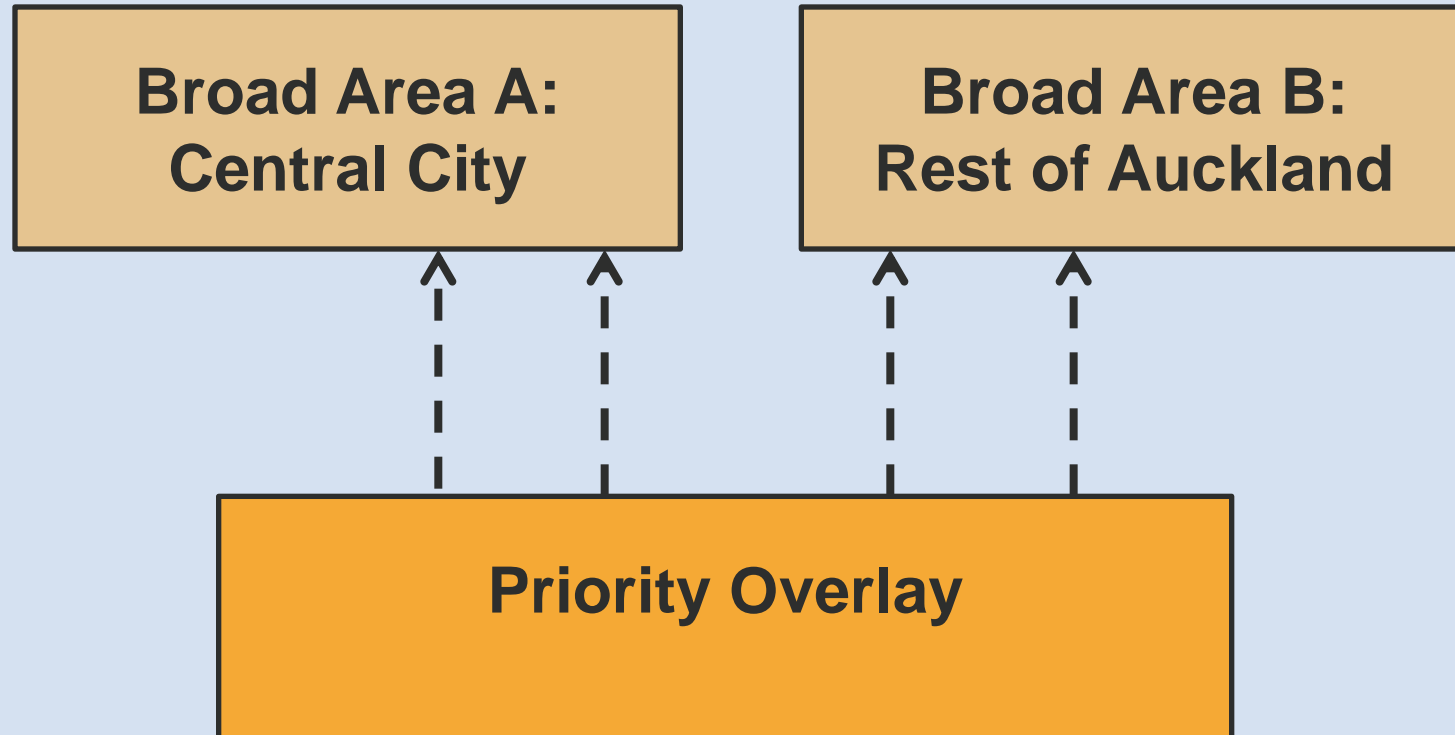 Broad Area A:
Central City
Broad Area B:
Rest of Auckland
Priority Overlay